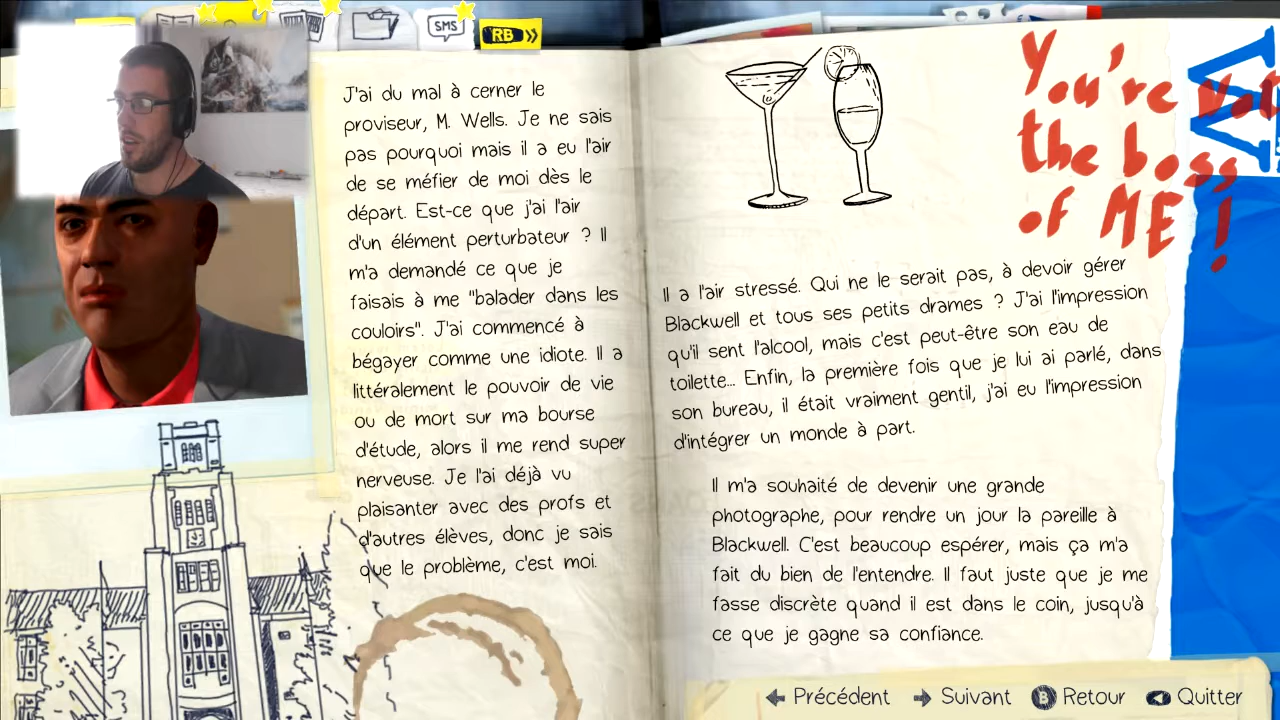 SMS
RB
J'ai du mal à cerner le
proviseur, M. Wells. Je ne sais
pas pourquoi mais il a eu l'air
de se méfier de moi dès le
départ. Est-ce que j'ai l'air
d'un élément perturbateur ? Il
m'a demandé ce que je
faisais à me "balader dans les
couloirs". J'ai commencé à
bégayer comme une idiote. Il a
littéralement le pouvoir de vie
ou de mort sur ma bourse
d'étude, alors il me rend super
nerveuse. Je l'ai déjà vu
plaisanter avec des profs et
d'autres élèves, donc je sais
que le problème, c'est moi.
You're not
the boss
of ME !
W
Il a l'air stressé. Qui ne le serait pas, à devoir gérer
Blackwell et tous ses petits drames ? J'ai l'impression
qu'il sent l'alcool, mais c'est peut-être son eau de
toilette... Enfin, la première fois que je lui ai parlé, dans
son bureau, il était vraiment gentil, j'ai eu l'impression
d'intégrer un monde à part.
Il m'a souhaité de devenir une grande
photographe, pour rendre un jour la pareille à
Blackwell. C'est beaucoup espérer, mais ça m'a
fait du bien de l'entendre. Il faut juste que je me
fasse discrète quand il est dans le coin, jusqu'à
ce que je gagne sa confiance.
Précédent Suivant B Retour Quitter